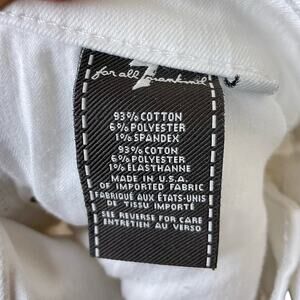 7
for all mankind
93% COTTON
6% POLYESTER
1% SPANDEX
93% COTON
6% POLYESTER
1% ELASTHANNE
MADE IN U.S.A.
OF IMPORTED FABRIC
FABRIQUÉ AUX ÉTATS-UNIS
DE TISSU IMPORTÉ
SEE REVERSE FOR CARE
ENTRETIEN AU VERSO